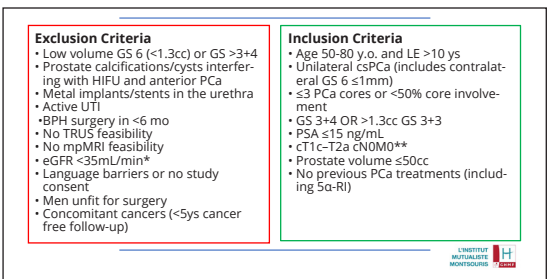 Exclusion Criteria
• Low volume GS 6 (<1.3cc) or GS >3+4
• Prostate calcifications/cysts interfer-
ing with HIFU and anterior PCa
• Metal implants/stents in the urethra
• Active UTI
•BPH surgery in <6 mo
• No TRUS feasibility
• No mpMRI feasibility
• eGFR <35mL/min*
• Language barriers or no study
consent
• Men unfit for surgery
• Concomitant cancers (<5ys cancer
free follow-up)
Inclusion Criteria
• Age 50-80 y.o. and LE >10 ys
• Unilateral csPCa (includes contralat-
eral GS 6 ≤1mm)
• ≤3 PCa cores or <50% core involve-
ment
• GS 3+4 OR >1.3cc GS 3+3
• PSA ≤15 ng/mL
• cT1c–T2a cN0M0**
• Prostate volume ≤50cc
• No previous PCa treatments (includ-
ing 5α-RI)
L'INSTITUT
MUTUALISTE
MONTSOURIS